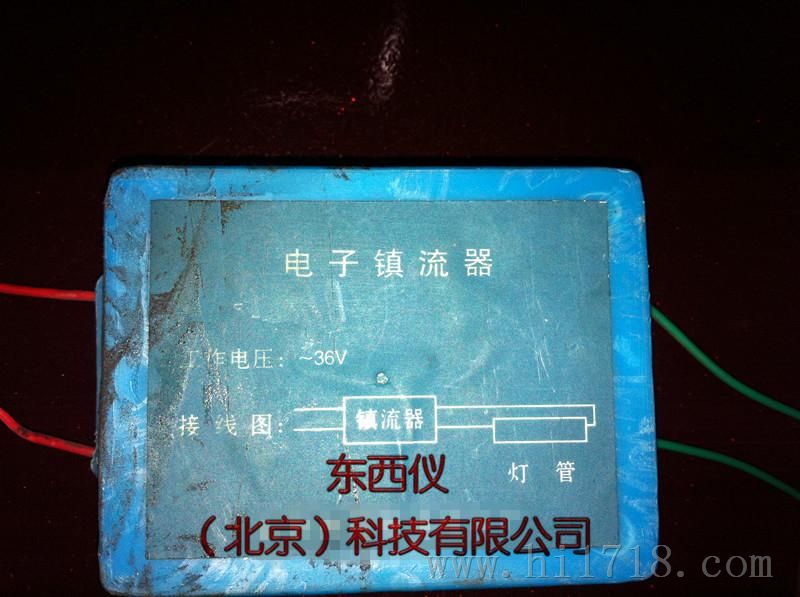 电子镇流器
工作电压：~36V
接线图：
镇流器
灯管
东西仪
（北京）科技有限公司
www.hi1718.com